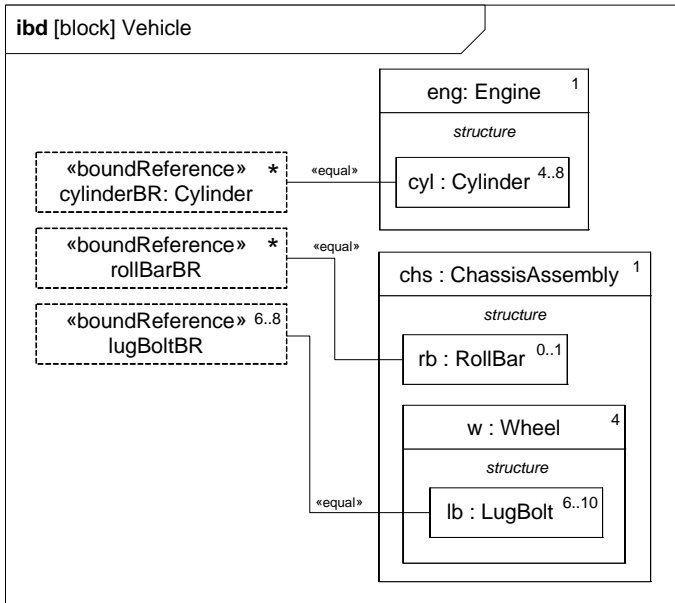 ibd [block] Vehicle
eng: Engine 1
structure
«boundReference» *
cylinderBR: Cylinder
«equal»
cyl : Cylinder 4..8
«boundReference» *
rollBarBR
«equal»
chs : ChassisAssembly 1
structure
«boundReference» 6..8
lugBoltBR
rb : RollBar 0..1
w : Wheel 4
structure
«equal»
lb : LugBolt 6..10